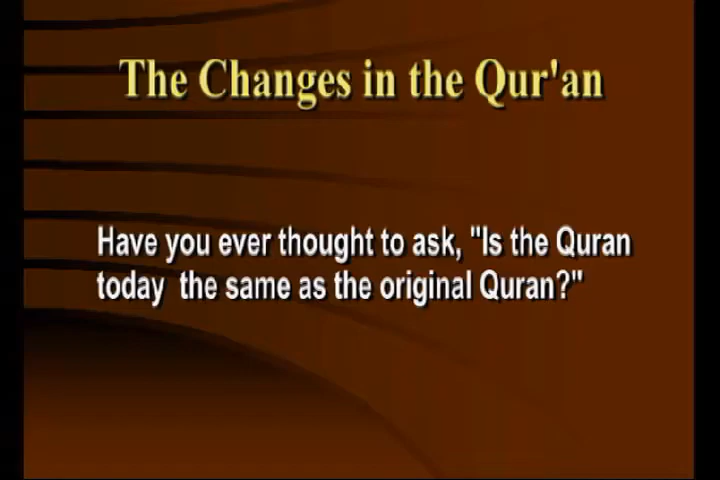 The Changes in the Qur'an
Have you ever thought to ask, "Is the Quran
today  the same as the original Quran?"